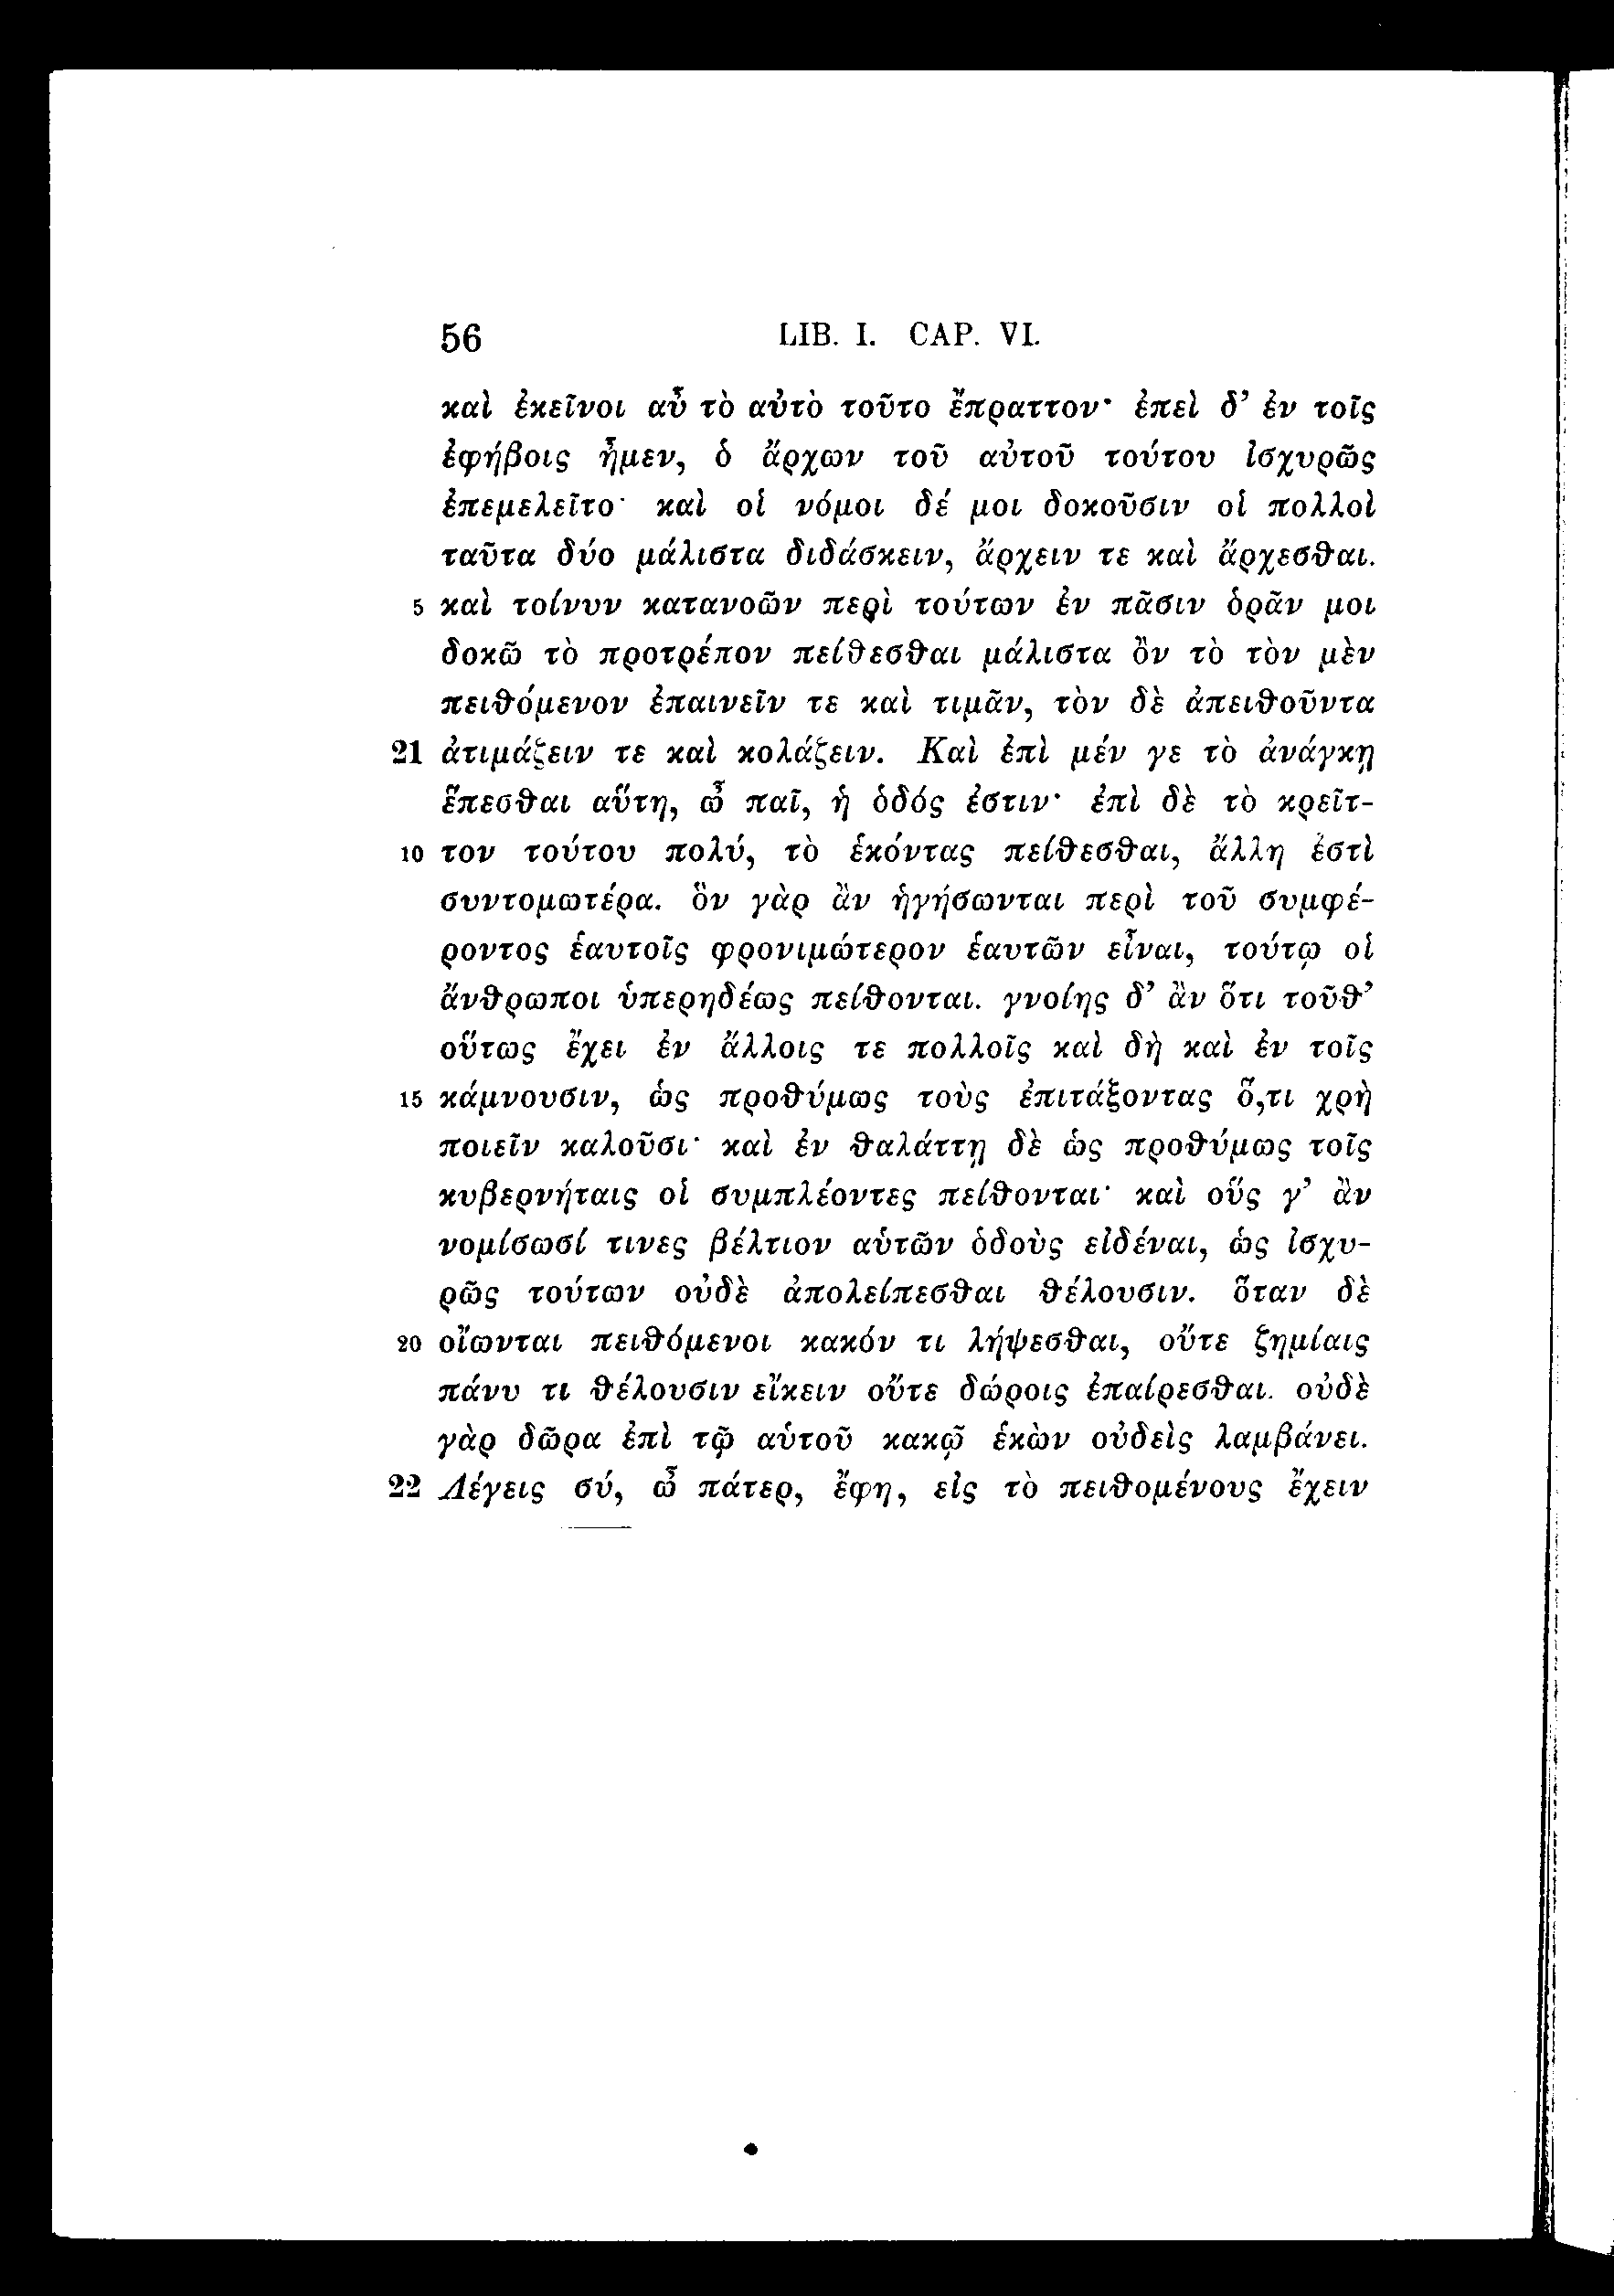 56 LIB. I. CAP. VI.
καὶ ἐκεῖνοι αὖ τὸ αὐτὸ τοῦτο ἔπραττον· ἐπεὶ δ’ ἐν τοῖς
ἐφήβοις ἦμεν, ὁ ἄρχων τοῦ αὐτοῦ τούτου ἰσχυρῶς
ἐπεμελεῖτο· καὶ οἱ νόμοι δέ μοι δοκοῦσιν οἱ πολλοὶ
ταῦτα δύο μάλιστα διδάσκειν, ἄρχειν τε καὶ ἄρχεσθαι.
5 καὶ τοίνυν κατανοῶν περὶ τούτων ἐν πᾶσιν ὁρᾶν μοι
δοκῶ τὸ προτρέπον πείθεσθαι μάλιστα ὂν τὸ τὸν μὲν
πειθόμενον ἐπαινεῖν τε καὶ τιμᾶν, τὸν δὲ ἀπειθοῦντα
21 ἀτιμάζειν τε καὶ κολάζειν. Καὶ ἐπὶ μέν γε τὸ ἀνάγκῃ
ἕπεσθαι αὕτη, ὦ παῖ, ἡ ὁδός ἐστιν· ἐπὶ δὲ τὸ κρεῖτ-
10 τον τούτου πολύ, τὸ ἑκόντας πείθεσθαι, ἄλλη ἐστὶ
συντομωτέρα. ὃν γὰρ ἂν ἡγήσωνται περὶ τοῦ συμφέ-
ροντος ἑαυτοῖς φρονιμώτερον ἑαυτῶν εἶναι, τούτῳ οἱ
ἄνθρωποι ὑπερηδέως πείθονται. γνοίης δ’ ἂν ὅτι τοῦθ’
οὕτως ἔχει ἐν ἄλλοις τε πολλοῖς καὶ δὴ καὶ ἐν τοῖς
15 κάμνουσιν, ὡς προθύμως τοὺς ἐπιτάξοντας ὅ,τι χρὴ
ποιεῖν καλοῦσι· καὶ ἐν θαλάττῃ δὲ ὡς προθύμως τοῖς
κυβερνήταις οἱ συμπλέοντες πείθονται· καὶ οὕς γ’ ἂν
νομίσωσί τινες βέλτιον αὑτῶν ὁδοὺς εἰδέναι, ὡς ἰσχυ-
ρῶς τούτων οὐδὲ ἀπολείπεσθαι θέλουσιν. ὅταν δὲ
20 οἴωνται πειθόμενοι κακόν τι λήψεσθαι, οὔτε ζημίαις
πάνυ τι θέλουσιν εἴκειν οὔτε δώροις ἐπαίρεσθαι. οὐδὲ
γὰρ δῶρα ἐπὶ τῷ αὑτοῦ κακῷ ἑκὼν οὐδεὶς λαμβάνει.
22 Λέγεις σύ, ὦ πάτερ, ἔφη, εἰς τὸ πειθομένους ἔχειν